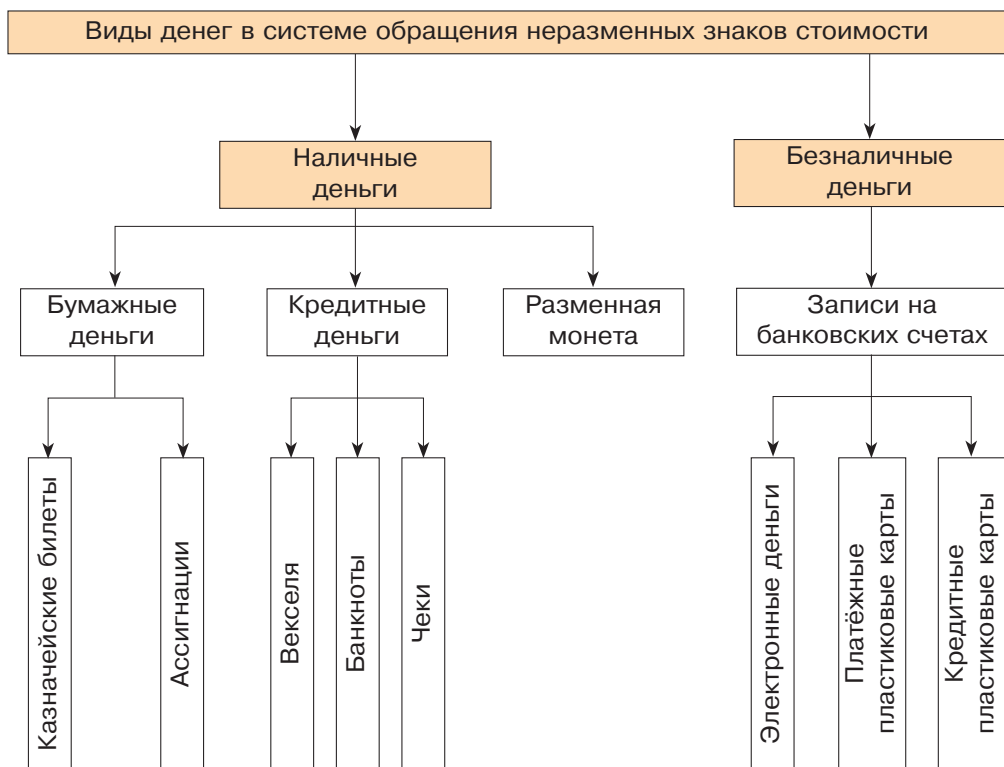 Виды денег в системе обращения неразменных знаков стоимости
Наличные
деньги
Безналичные
деньги
Бумажные
деньги
Кредитные
деньги
Разменная
монета
Записи на
банковских счетах
Казначейские билеты
Ассигнации
Векселя
Банкноты
Чеки
Электронные деньги
Платёжные
пластиковые карты
Кредитные
пластиковые карты